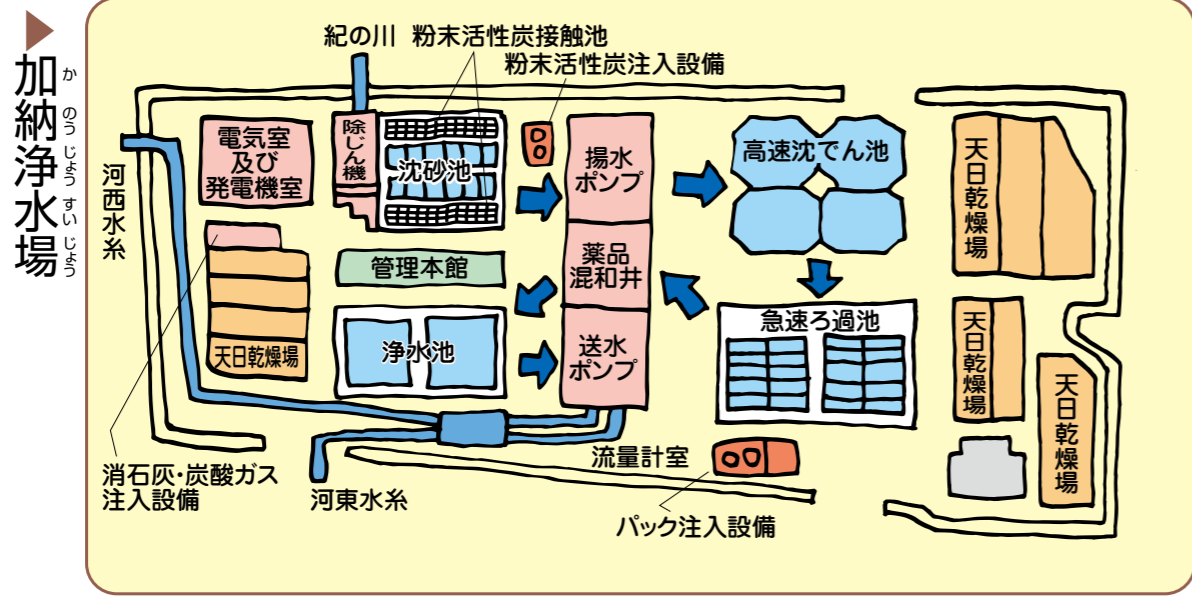 加納浄水場
か のう じょう すい じょう
紀の川
粉末活性炭接触池
粉末活性炭注入設備
河西水糸
電気室
及び
発電機室
除じん機
沈砂池
揚水
ポンプ
高速沈でん池
天日乾燥場
管理本館
薬品
混和井
天日乾燥場
浄水池
送水
ポンプ
急速ろ過池
天日乾燥場
天日乾燥場
消石灰・炭酸ガス
注入設備
河東水糸
流量計室
パック注入設備